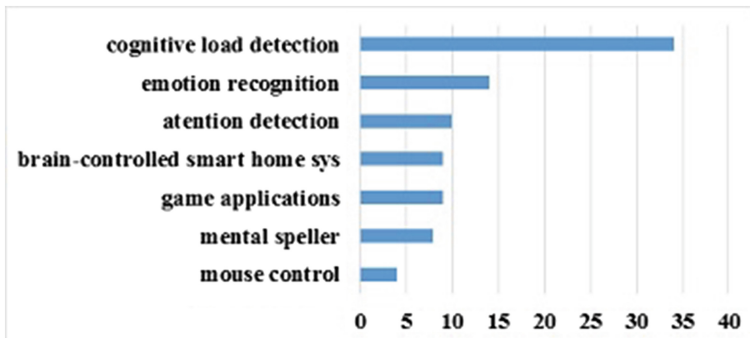 cognitive load detection
emotion recognition
atention detection
brain-controlled smart home sys
game applications
mental speller
mouse control
0 5 10 15 20 25 30 35 40